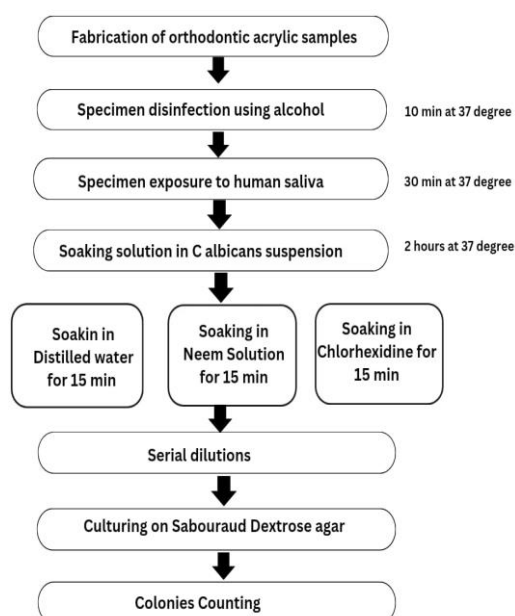 Fabrication of orthodontic acrylic samples
Specimen disinfection using alcohol
10 min at 37 degree
Specimen exposure to human saliva
30 min at 37 degree
Soaking solution in C albicans suspension
2 hours at 37 degree
Soakin in
Distilled water
for 15 min
Soaking in
Neem Solution
for 15 min
Soaking in
Chlorhexidine for
15 min
Serial dilutions
Culturing on Sabouraud Dextrose agar
Colonies Counting